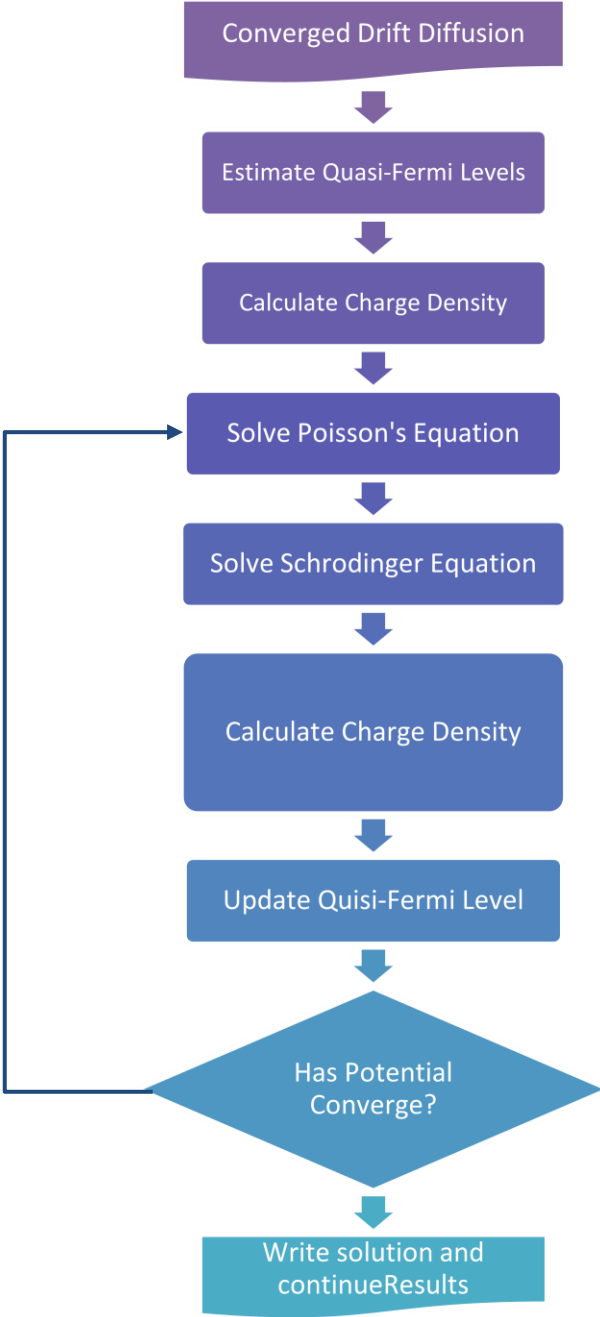 Converged Drift Diffusion
Estimate Quasi-Fermi Levels
Calculate Charge Density
Solve Poisson's Equation
Solve Schrodinger Equation
Calculate Charge Density
Update Quisi-Fermi Level
Has Potential
Converge?
Write solution and
continueResults